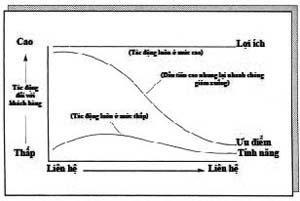 Cao
Lợi ích
(Tác động luôn ở mức cao)
(Đầu tiên cao nhưng lại nhanh chóng
giảm xuống)
Tác động
đối với
khách hàng
(Tác động luôn ở mức thấp)
Ưu điểm
Thấp
Tính năng
Liên hệ
Liên hệ